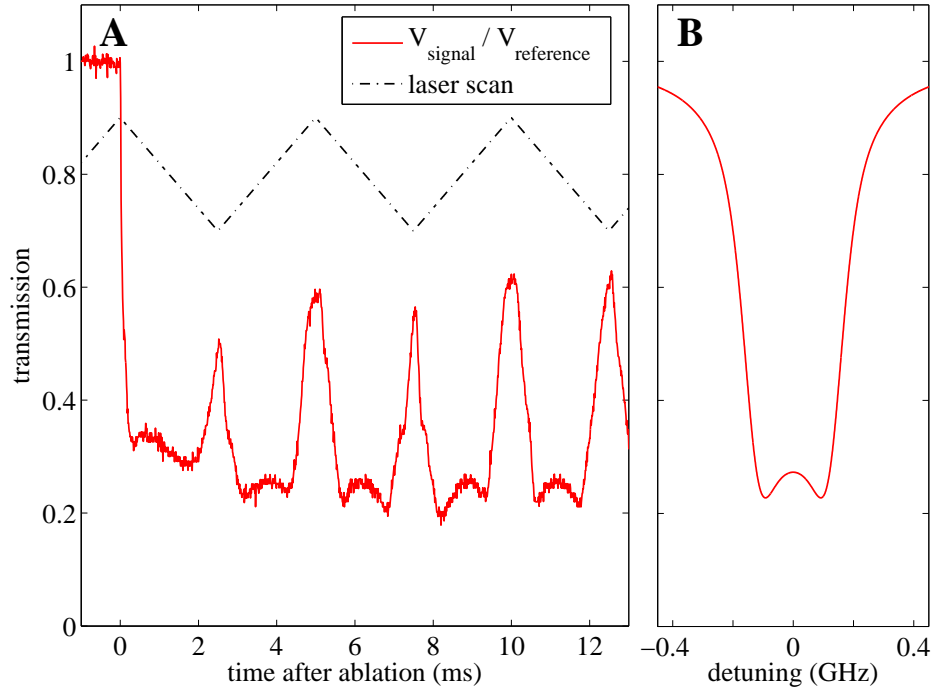 A
B
V_signal / V_reference
laser scan
transmission
1
0.8
0.6
0.4
0.2
0
0 2 4 6 8 10 12
time after ablation (ms)
−0.4 0 0.4
detuning (GHz)